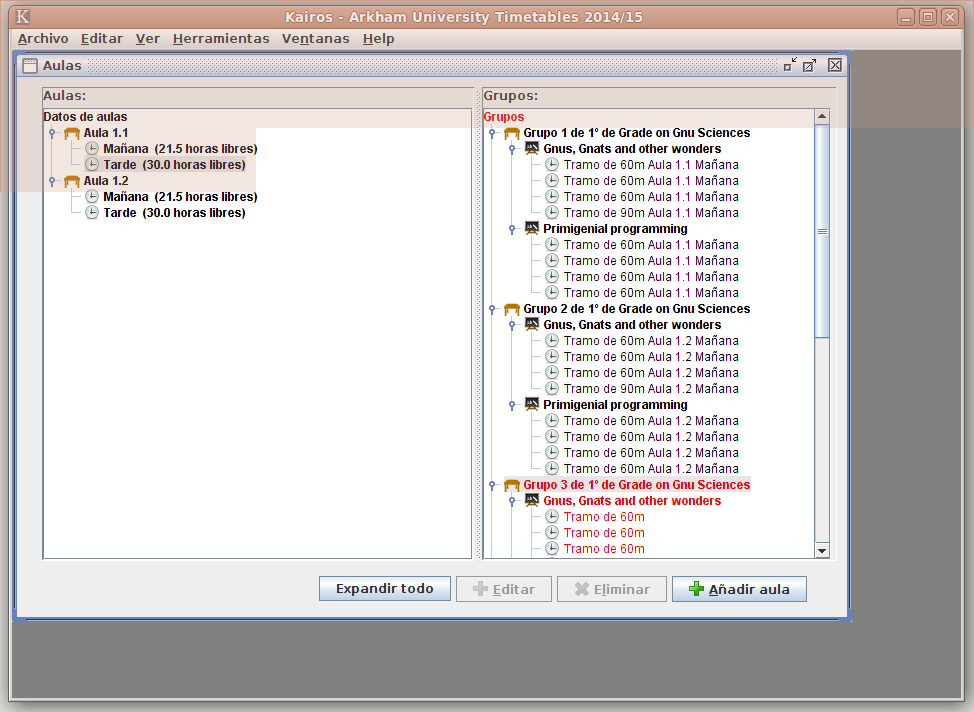 Kairos - Arkham University Timetables 2014/15
Archivo Editar Ver Herramientas Ventanas Help
Aulas
Aulas:
Datos de aulas
Aula 1.1
Mañana (21.5 horas libres)
Tarde (30.0 horas libres)
Aula 1.2
Mañana (21.5 horas libres)
Tarde (30.0 horas libres)
Grupos:
Grupos
Grupo 1 de 1º de Grade on Gnu Sciences
Gnus, Gnats and other wonders
Tramo de 60m Aula 1.1 Mañana
Tramo de 60m Aula 1.1 Mañana
Tramo de 60m Aula 1.1 Mañana
Tramo de 90m Aula 1.1 Mañana
Primigenial programming
Tramo de 60m Aula 1.1 Mañana
Tramo de 60m Aula 1.1 Mañana
Tramo de 60m Aula 1.1 Mañana
Tramo de 60m Aula 1.1 Mañana
Grupo 2 de 1º de Grade on Gnu Sciences
Gnus, Gnats and other wonders
Tramo de 60m Aula 1.2 Mañana
Tramo de 60m Aula 1.2 Mañana
Tramo de 60m Aula 1.2 Mañana
Tramo de 90m Aula 1.2 Mañana
Primigenial programming
Tramo de 60m Aula 1.2 Mañana
Tramo de 60m Aula 1.2 Mañana
Tramo de 60m Aula 1.2 Mañana
Tramo de 60m Aula 1.2 Mañana
Grupo 3 de 1º de Grade on Gnu Sciences
Gnus, Gnats and other wonders
Tramo de 60m
Tramo de 60m
Tramo de 60m
Expandir todo Editar Eliminar Añadir aula